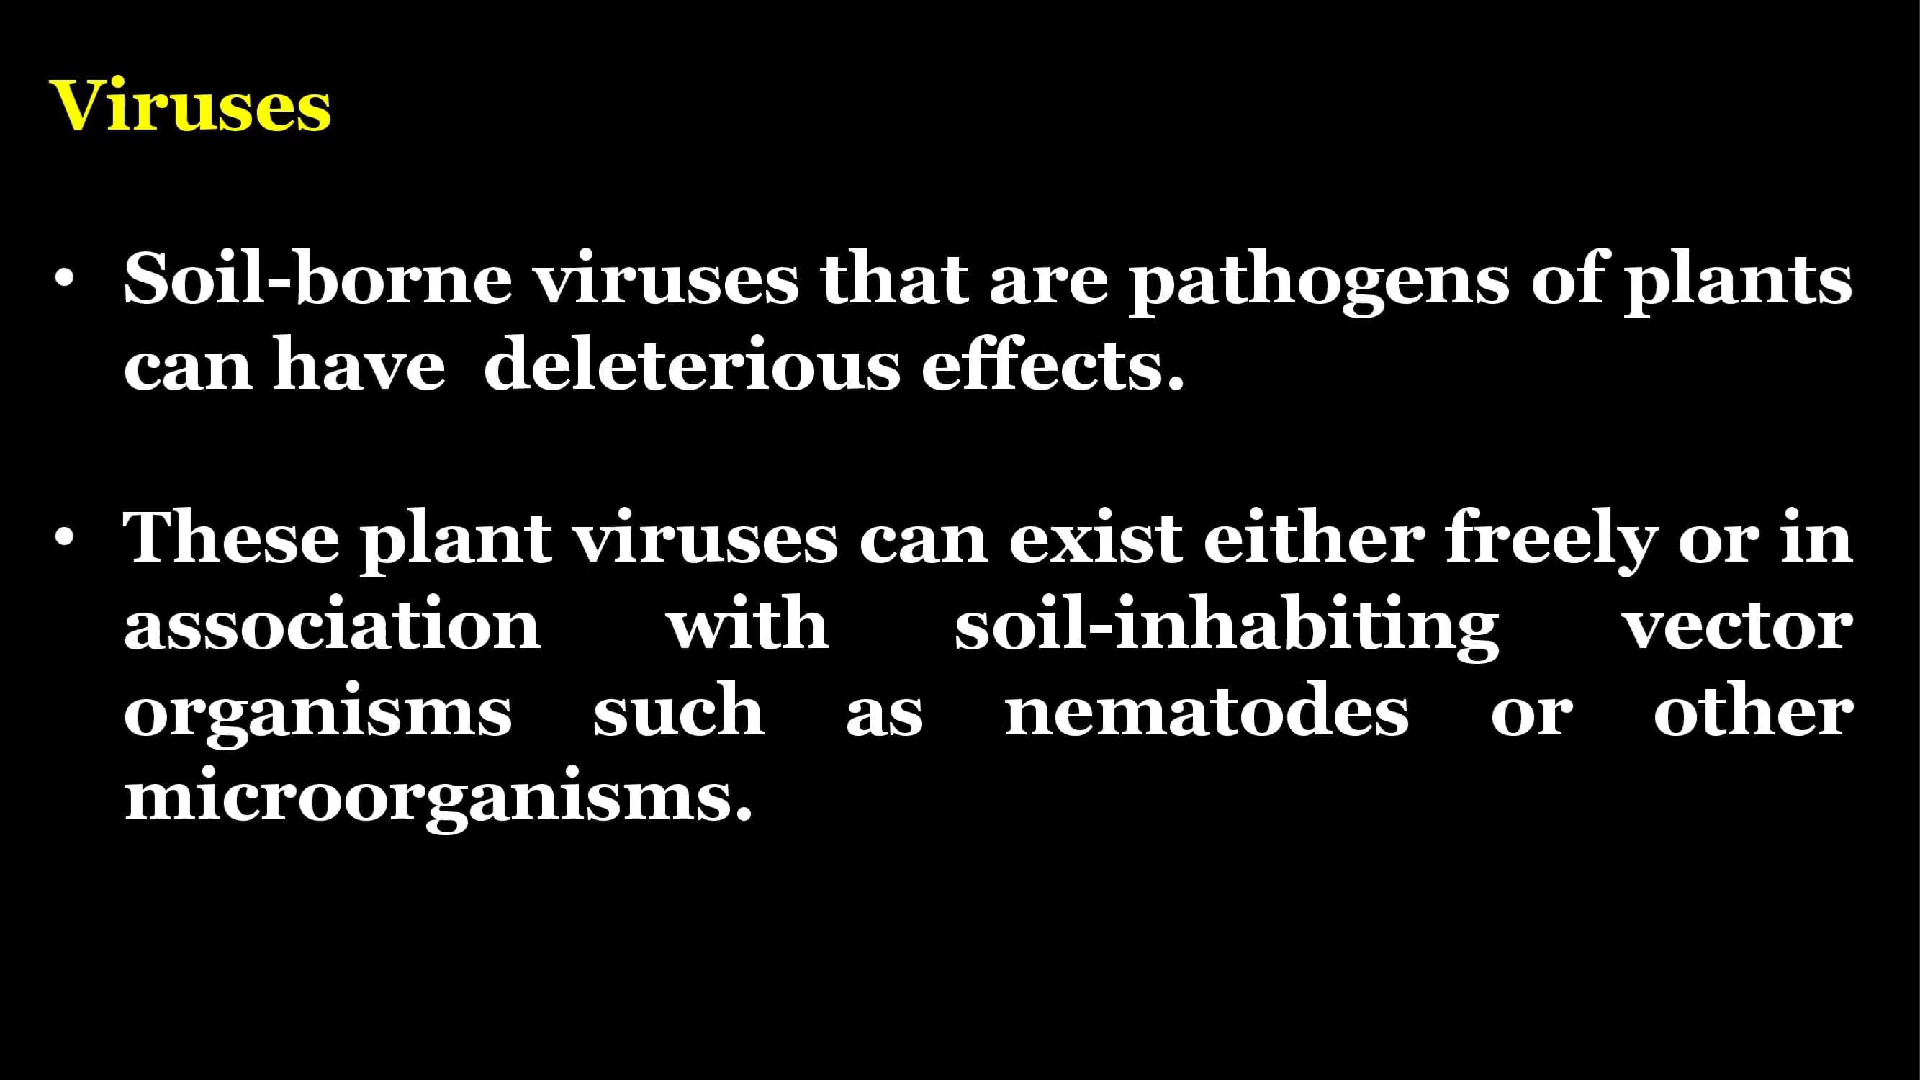 Viruses
• Soil-borne viruses that are pathogens of plants
can have  deleterious effects.
• These plant viruses can exist either freely or in
association with soil-inhabiting vector
organisms such as nematodes or other
microorganisms.